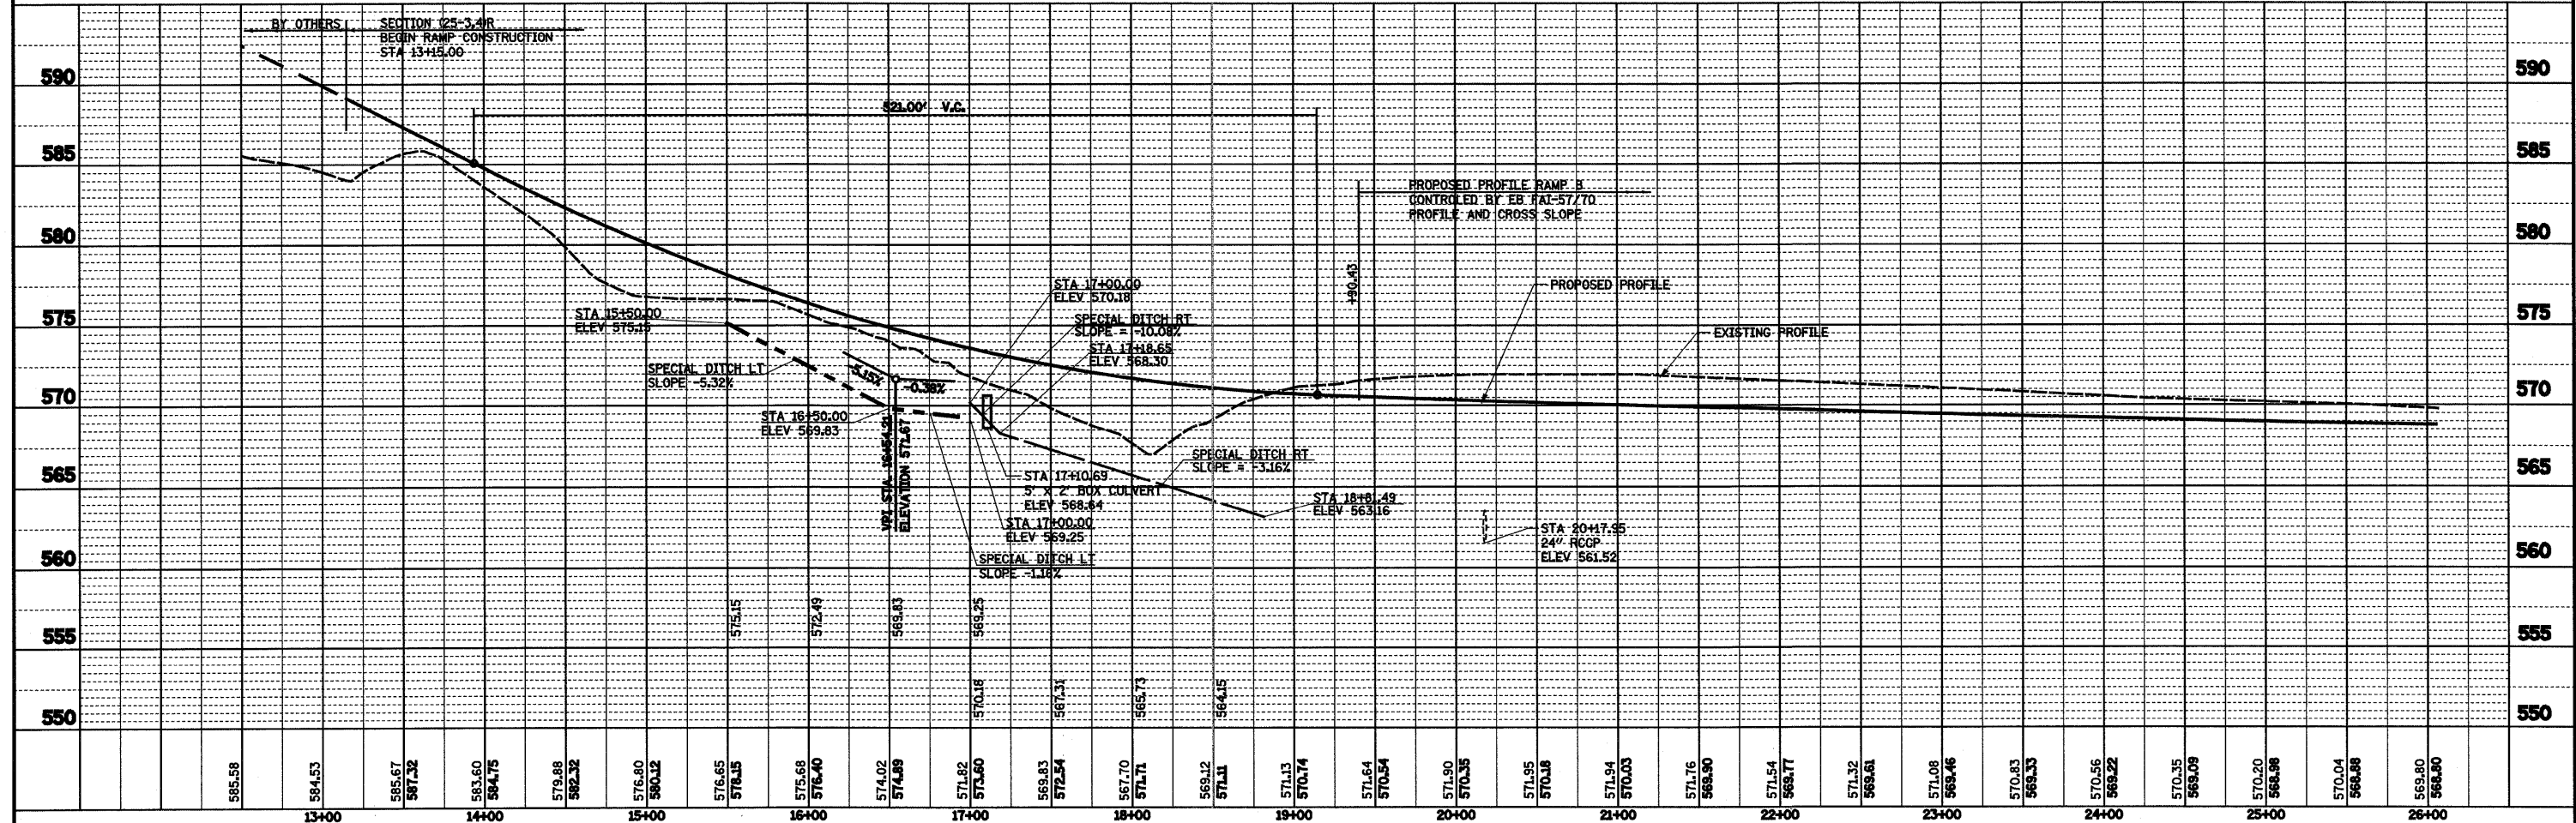 BY OTHERS
SECTION (25-3,4)R
BEGIN RAMP CONSTRUCTION
STA 13+15.00
590
590
521.00' V.C.
585
585
PROPOSED PROFILE RAMP B
CONTROLED BY EB FAI-57/70
PROFILE AND CROSS SLOPE
580
580
+90.43
STA 17+00.00
ELEV 570.18
PROPOSED PROFILE
575
575
STA 15+50.00
ELEV 575.15
SPECIAL DITCH RT
SLOPE = -10.08%
EXISTING PROFILE
STA 17+18.65
ELEV 568.30
SPECIAL DITCH LT
SLOPE -5.32%
-5.15%
-0.38%
570
570
STA 16+50.00
ELEV 569.83
VPI STA. 16+54.21
ELEVATION 571.67
SPECIAL DITCH RT
SLOPE = -3.16%
565
565
STA 17+10.69
5' x 2' BOX CULVERT
ELEV 568.64
STA 18+81.49
ELEV 563.16
STA 17+00.00
ELEV 569.25
STA 20+17.95
24" RCCP
ELEV 561.52
560
560
SPECIAL DITCH LT
SLOPE -1.16%
575.15
572.49
569.83
569.25
555
555
570.18
567.31
565.73
564.15
550
550
585.58
584.53
585.67
587.32
583.60
584.75
579.88
582.32
576.80
580.12
576.65
578.15
575.68
576.40
574.02
574.89
571.82
573.60
569.83
572.54
567.70
571.71
569.12
571.11
571.13
570.74
571.64
570.54
571.90
570.35
571.95
570.18
571.94
570.03
571.76
569.90
571.54
569.77
571.32
569.61
571.08
569.46
570.83
569.33
570.56
569.22
570.35
569.09
570.20
568.98
570.04
568.88
569.80
568.80
13+00 14+00 15+00 16+00 17+00 18+00 19+00 20+00 21+00 22+00 23+00 24+00 25+00 26+00